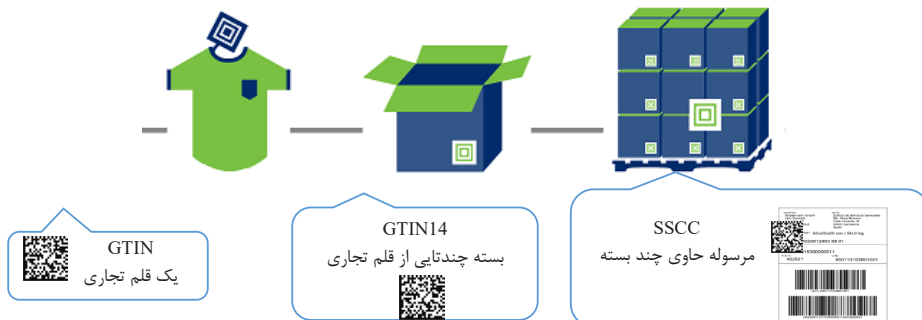 GTIN
یک قلم تجاری
GTIN14
بسته چندتایی از قلم تجاری
SSCC
مرسوله حاوی چند بسته